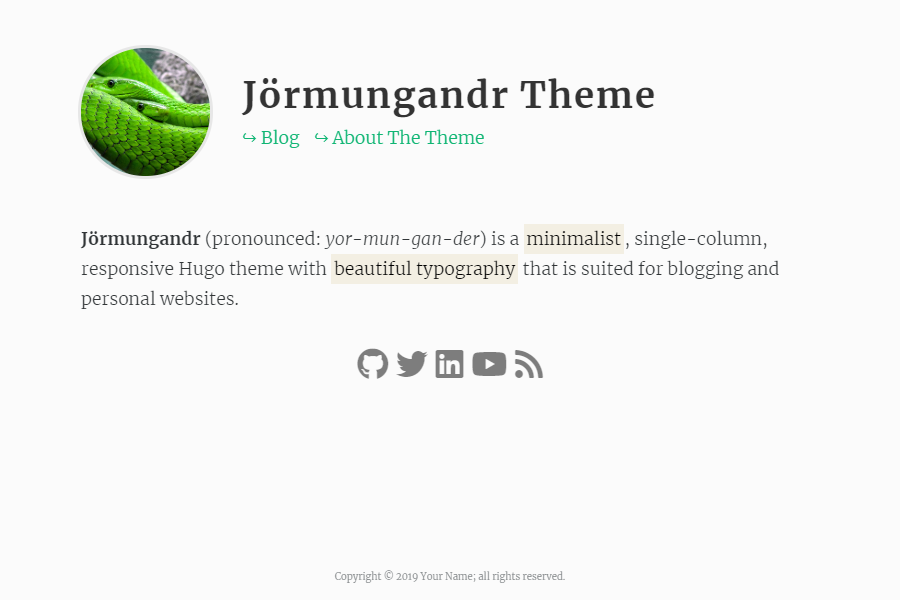 Jörmungandr Theme
↪ Blog ↪ About The Theme
Jörmungandr (pronounced: yor-mun-gan-der) is a minimalist, single-column,
responsive Hugo theme with beautiful typography that is suited for blogging and
personal websites.
in
Copyright © 2019 Your Name; all rights reserved.